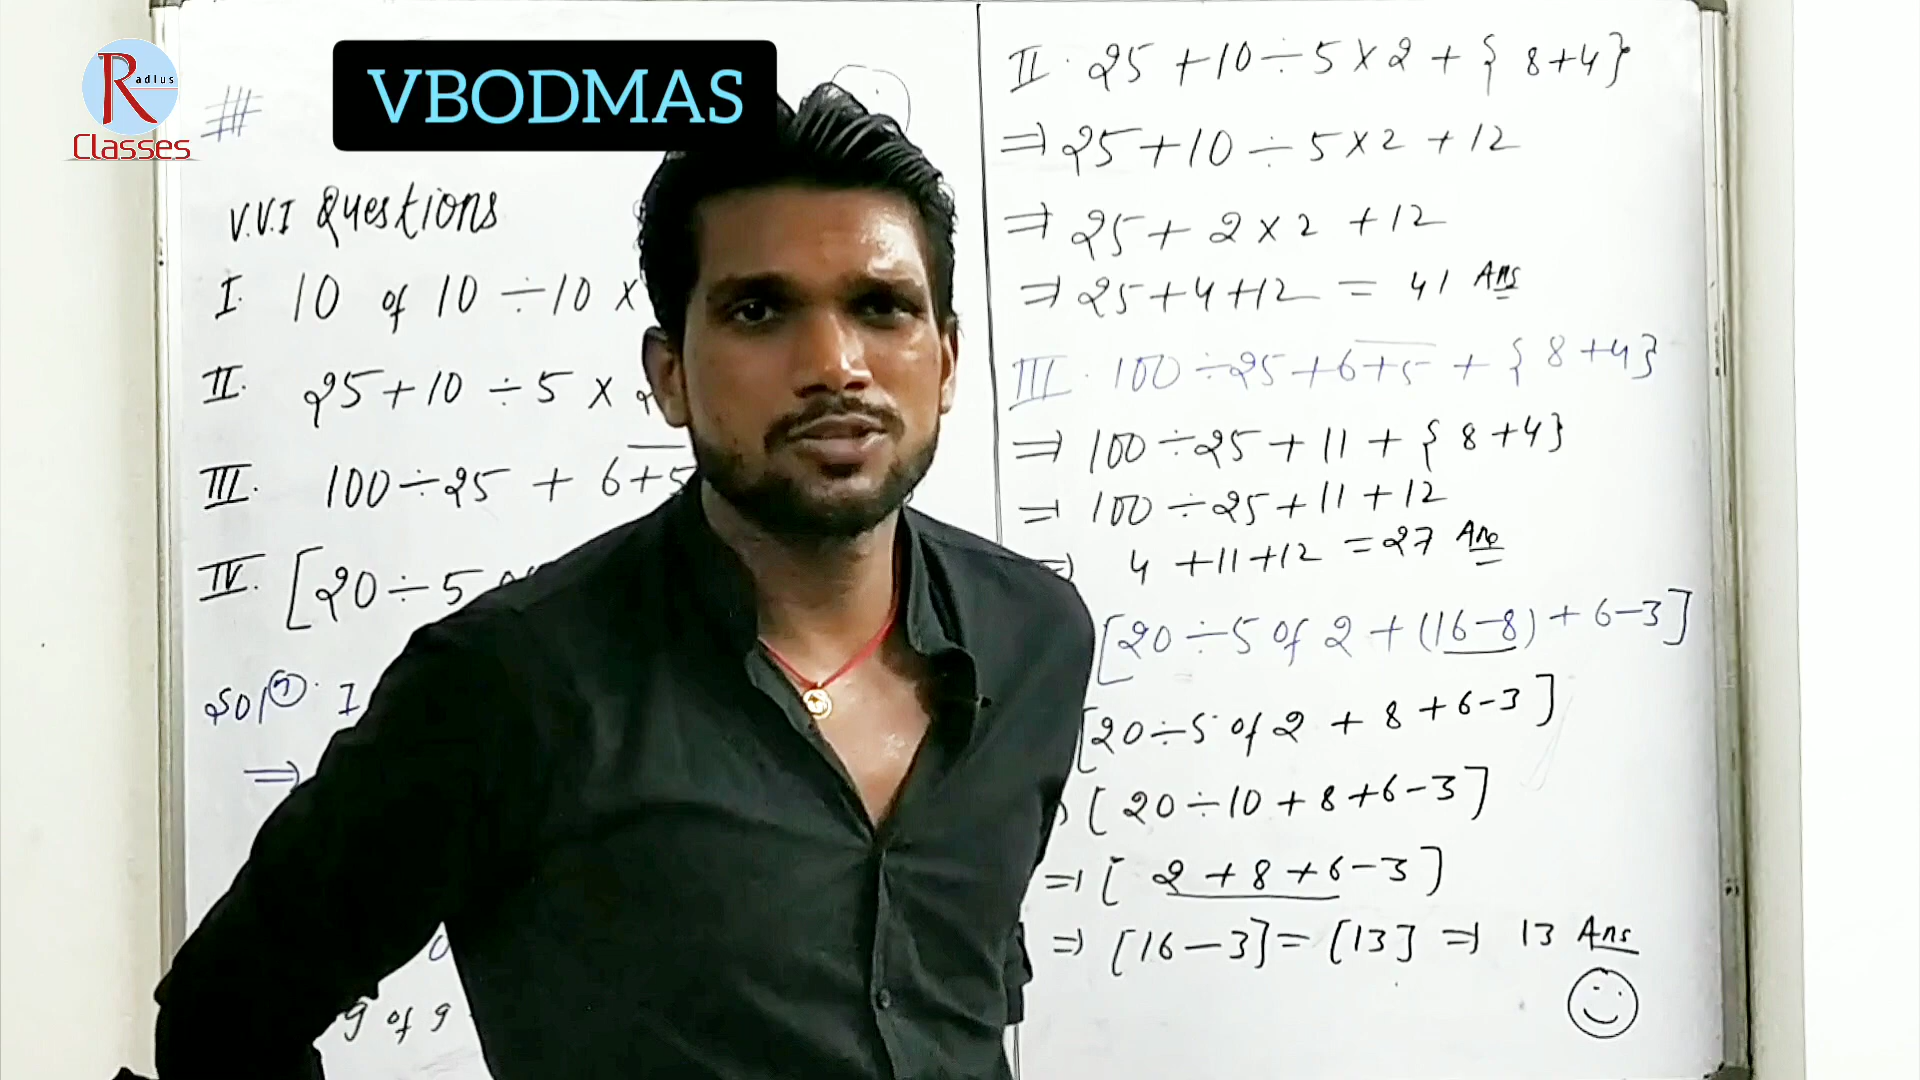 Radius
Classes
VBODMAS
#
V.V.I Questions
I. 10 of 10 ÷ 10 ×
II. 25 + 10 ÷ 5 ×
III. 100 ÷ 25 + 6+5
IV. [20 ÷ 5
Sol I
⇒
9 of 9
II. 25 + 10 ÷ 5 × 2 + { 8+4}
⇒ 25 + 10 ÷ 5 × 2 + 12
⇒ 25 + 2 × 2 + 12
⇒ 25 + 4 + 12 = 41 Ans
III. 100 ÷ 25 + 6+5 + { 8+4}
⇒ 100 ÷ 25 + 11 + { 8+4}
⇒ 100 ÷ 25 + 11 + 12
⇒ 4 + 11 + 12 = 27 Ans
[20 ÷ 5 of 2 + (16-8) + 6-3]
[20 ÷ 5 of 2 + 8 + 6-3]
[20 ÷ 10 + 8 + 6-3]
⇒ [2 + 8 + 6-3]
⇒ [16-3] = [13] ⇒ 13 Ans